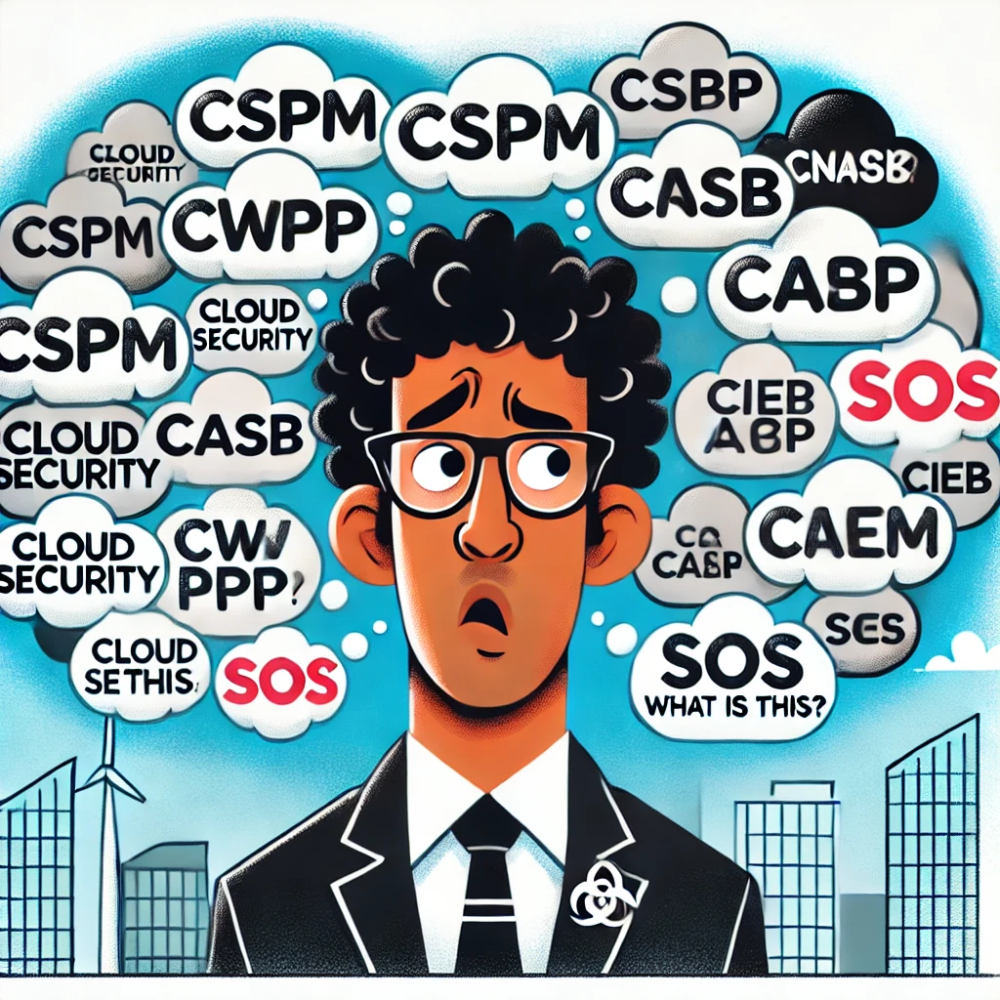 CSPM
CSPM
CSBP
CLOUD
SECURITY
CASB
CNASB
CSPM
CWPP
CABP
CLOUD
SECURITY
CSPM
SOS
CIEB
ABP
CLOUD
SECURITY
CASB
CIEB
CLOUD
SECURITY
CW
PPP?
CAEM
CA
CABP
CLOUD
SETHIS
SOS
SOS
WHAT IS THIS?
SES